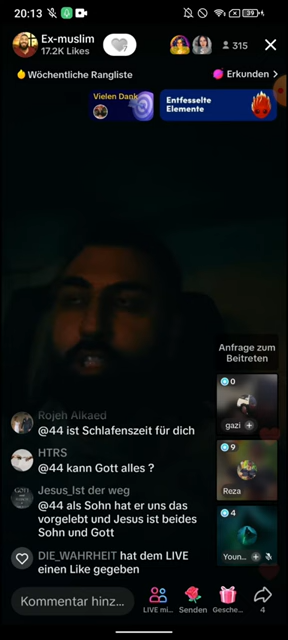 20:13
39
Ex-muslim
17.2K Likes
315
Wöchentliche Rangliste
Erkunden >
Vielen Dank
Entfesselte
Elemente
Anfrage zum
Beitreten
0
gazi
9
Reza
4
Youn...
Rojeh Alkaed
@44 ist Schlafenszeit für dich
HTRS
@44 kann Gott alles ?
Jesus_Ist der weg
@44 als Sohn hat er uns das
vorgelebt und Jesus ist beides
Sohn und Gott
DIE_WAHRHEIT hat dem LIVE
einen Like gegeben
Kommentar hinz...
LIVE mi...
Senden
Gesche...
4